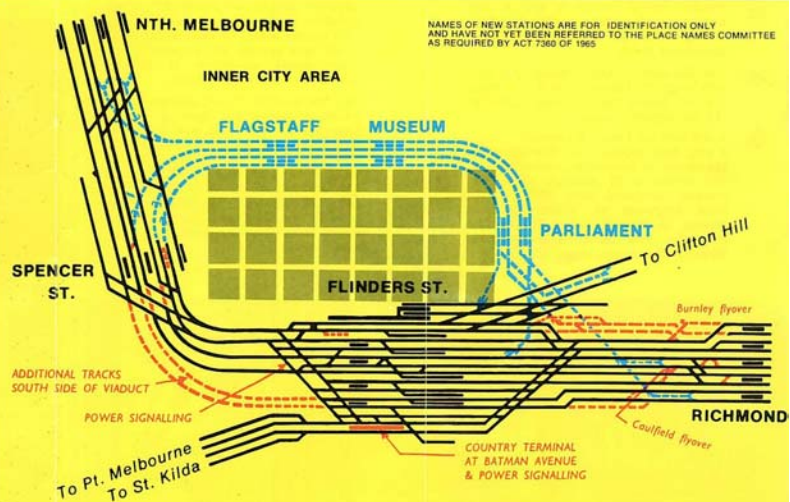 NTH. MELBOURNE
NAMES OF NEW STATIONS ARE FOR IDENTIFICATION ONLY
AND HAVE NOT YET BEEN REFERRED TO THE PLACE NAMES COMMITTEE
AS REQUIRED BY ACT 7360 OF 1965
INNER CITY AREA
FLAGSTAFF
MUSEUM
PARLIAMENT
To Clifton Hill
SPENCER
ST.
FLINDERS ST.
Burnley flyover
ADDITIONAL TRACKS
SOUTH SIDE OF VIADUCT
POWER SIGNALLING
RICHMOND
Caulfield flyover
COUNTRY TERMINAL
AT BATMAN AVENUE
& POWER SIGNALLING
To Pt. Melbourne
To St. Kilda